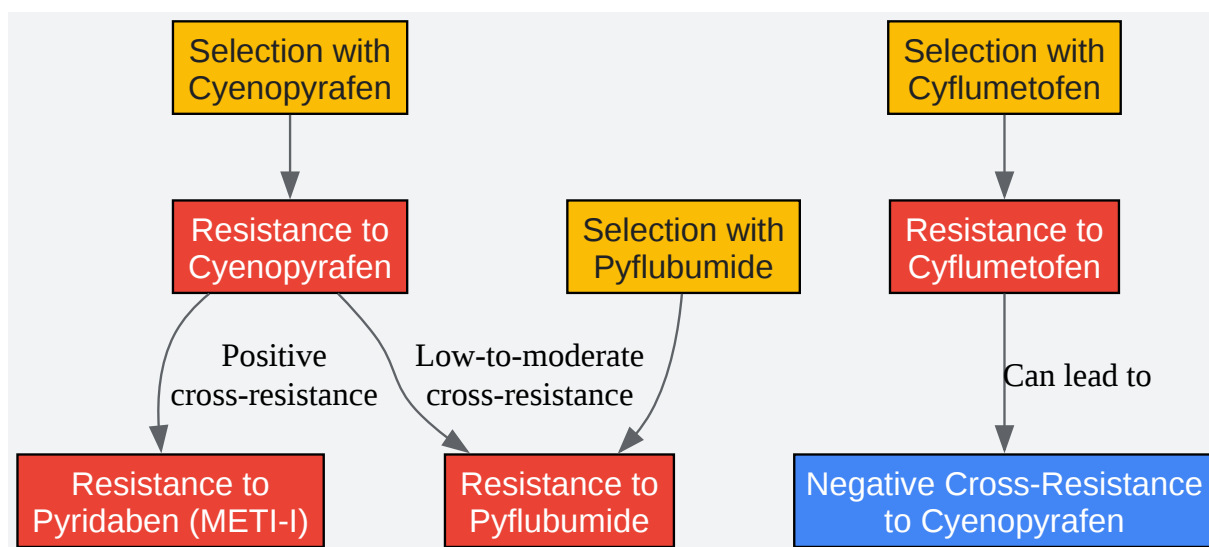 Selection with
Cyenopyrafen
Selection with
Cyflumetofen
Resistance to
Cyenopyrafen
Selection with
Pyflubumide
Resistance to
Cyflumetofen
Positive
cross-resistance
Low-to-moderate
cross-resistance
Can lead to
Resistance to
Pyridaben (METI-I)
Resistance to
Pyflubumide
Negative Cross-Resistance
to Cyenopyrafen